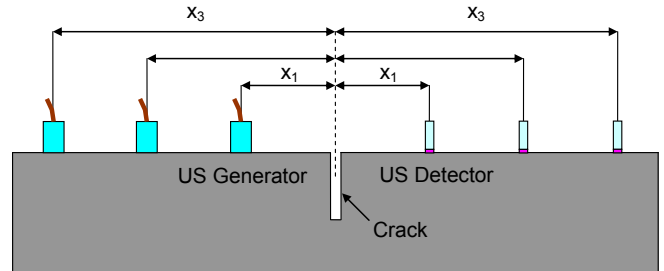 x3 x3
x1 x1
US Generator US Detector
Crack